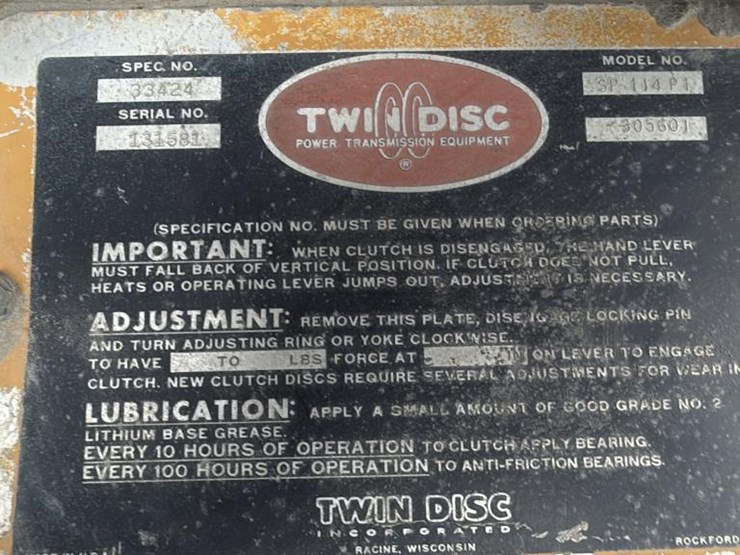 SPEC. NO.
33424
SERIAL NO.
131581
TWIN DISC
POWER TRANSMISSION EQUIPMENT
®
MODEL NO.
SP 114 P1
305601
(SPECIFICATION NO. MUST BE GIVEN WHEN ORDERING PARTS)
IMPORTANT: WHEN CLUTCH IS DISENGAGED, THE HAND LEVER
MUST FALL BACK OF VERTICAL POSITION. IF CLUTCH DOES NOT PULL,
HEATS OR OPERATING LEVER JUMPS OUT, ADJUSTMENT IS NECESSARY.
ADJUSTMENT: REMOVE THIS PLATE, DISENGAGE LOCKING PIN
AND TURN ADJUSTING RING OR YOKE CLOCKWISE.
TO HAVE TO LBS FORCE AT ON LEVER TO ENGAGE
CLUTCH. NEW CLUTCH DISCS REQUIRE SEVERAL ADJUSTMENTS FOR WEAR IN
LUBRICATION: APPLY A SMALL AMOUNT OF GOOD GRADE NO. 2
LITHIUM BASE GREASE.
EVERY 10 HOURS OF OPERATION TO CLUTCH APPLY BEARING.
EVERY 100 HOURS OF OPERATION TO ANTI-FRICTION BEARINGS.
TWIN DISC
INCORPORATED
RACINE, WISCONSIN
ROCKFORD